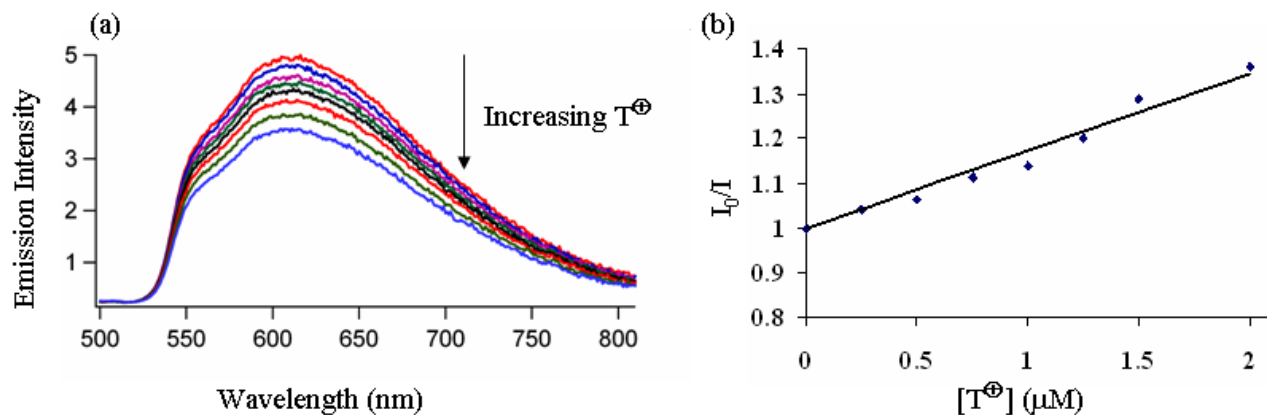 (a)
5
4
3
2
1
Emission Intensity
Increasing T⊕
500 550 600 650 700 750 800
Wavelength (nm)
(b)
1.4
1.3
1.2
1.1
1
0.9
0.8
I₀/I
0 0.5 1 1.5 2
[T⊕] (μM)